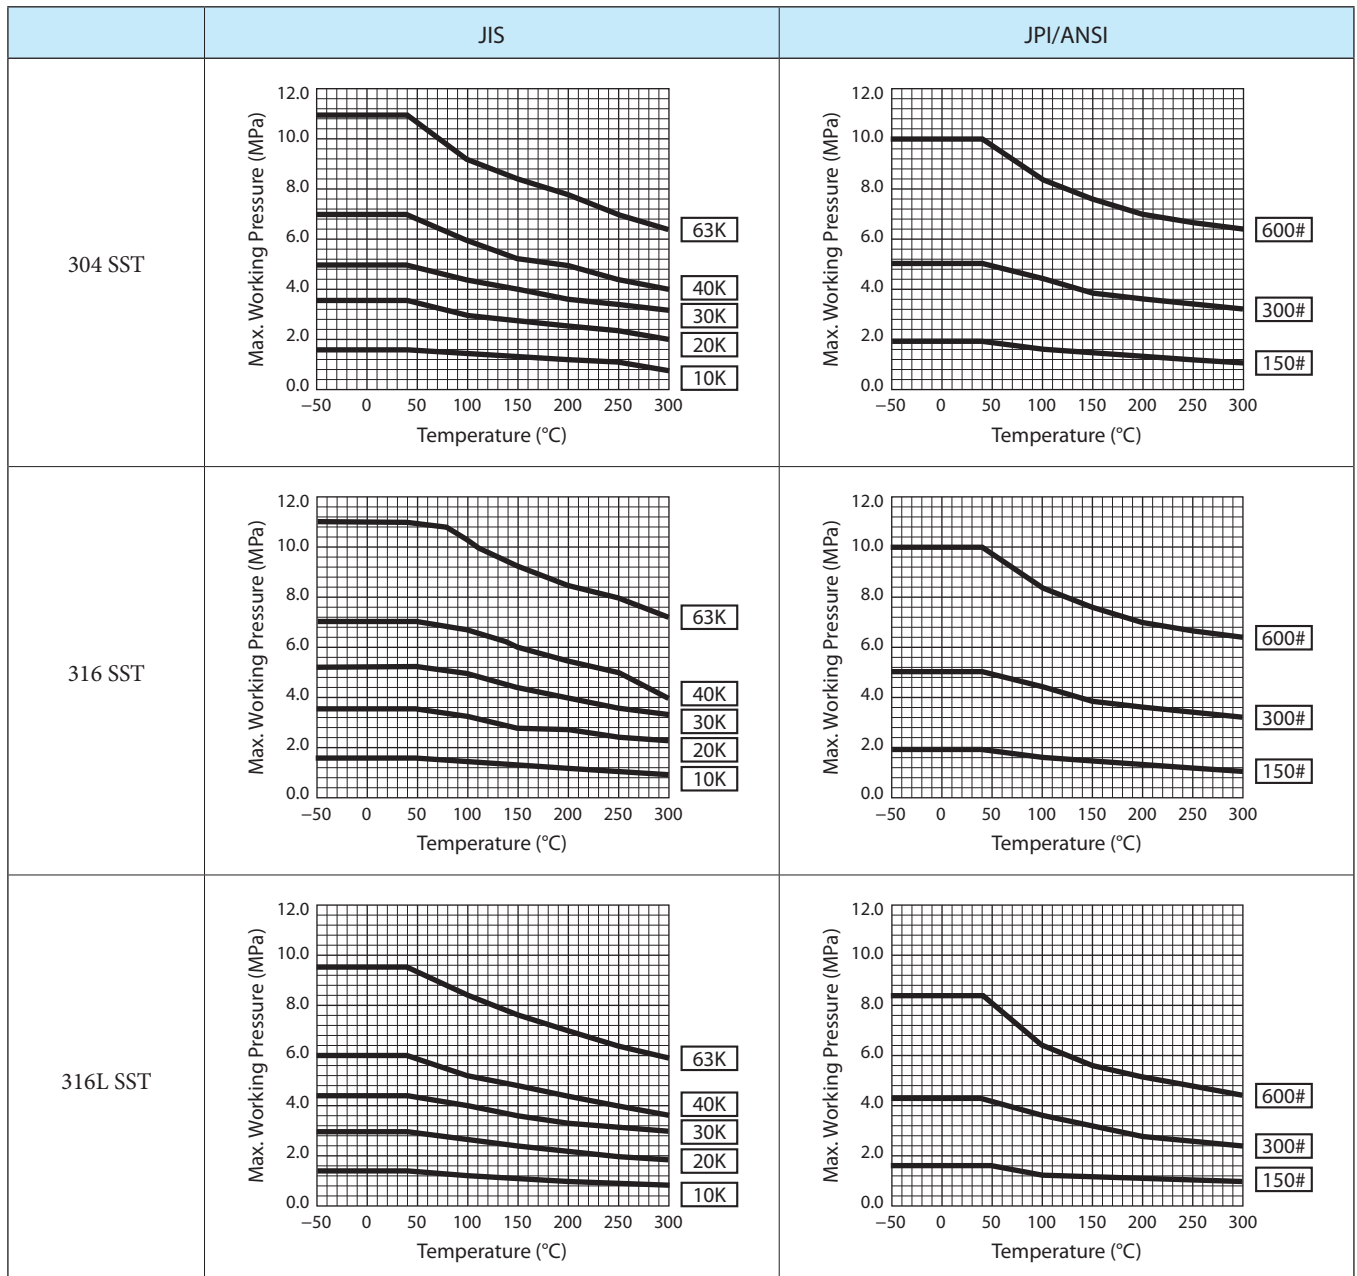 JIS
JPI/ANSI
304 SST
Max. Working Pressure (MPa)
12.0
10.0
8.0
6.0
4.0
2.0
0.0
−50 0 50 100 150 200 250 300
Temperature (°C)
63K
40K
30K
20K
10K
Max. Working Pressure (MPa)
12.0
10.0
8.0
6.0
4.0
2.0
0.0
−50 0 50 100 150 200 250 300
Temperature (°C)
600#
300#
150#
316 SST
Max. Working Pressure (MPa)
12.0
10.0
8.0
6.0
4.0
2.0
0.0
−50 0 50 100 150 200 250 300
Temperature (°C)
63K
40K
30K
20K
10K
Max. Working Pressure (MPa)
12.0
10.0
8.0
6.0
4.0
2.0
0.0
−50 0 50 100 150 200 250 300
Temperature (°C)
600#
300#
150#
316L SST
Max. Working Pressure (MPa)
12.0
10.0
8.0
6.0
4.0
2.0
0.0
−50 0 50 100 150 200 250 300
Temperature (°C)
63K
40K
30K
20K
10K
Max. Working Pressure (MPa)
12.0
10.0
8.0
6.0
4.0
2.0
0.0
−50 0 50 100 150 200 250 300
Temperature (°C)
600#
300#
150#